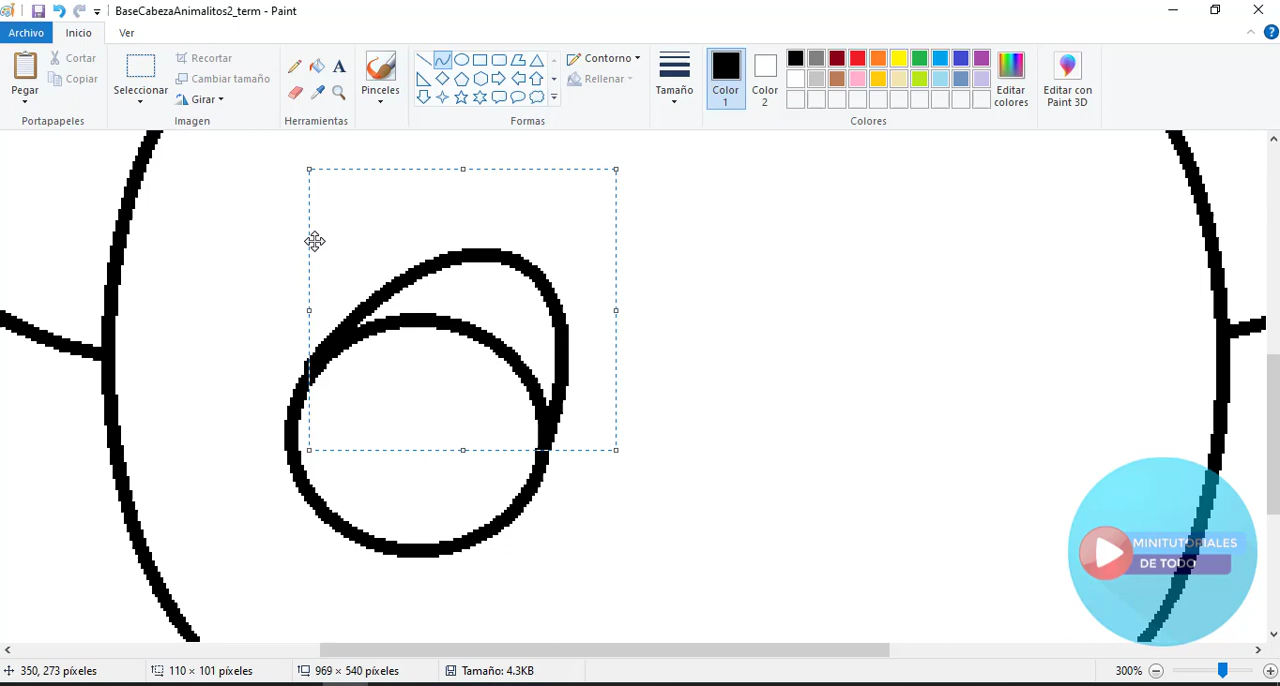 BaseCabezaAnimalitos2_term - Paint
Archivo
Inicio
Ver
Pegar
Cortar
Copiar
Portapapeles
Seleccionar
Recortar
Cambiar tamaño
Girar
Imagen
A
Herramientas
Pinceles
Contorno
Rellenar
Formas
Tamaño
Color
1
Color
2
Editar
colores
Colores
Editar con
Paint 3D
MINITUTORIALES
DE TODO
350, 273 píxeles
110 × 101 píxeles
969 × 540 píxeles
Tamaño: 4.3KB
300%